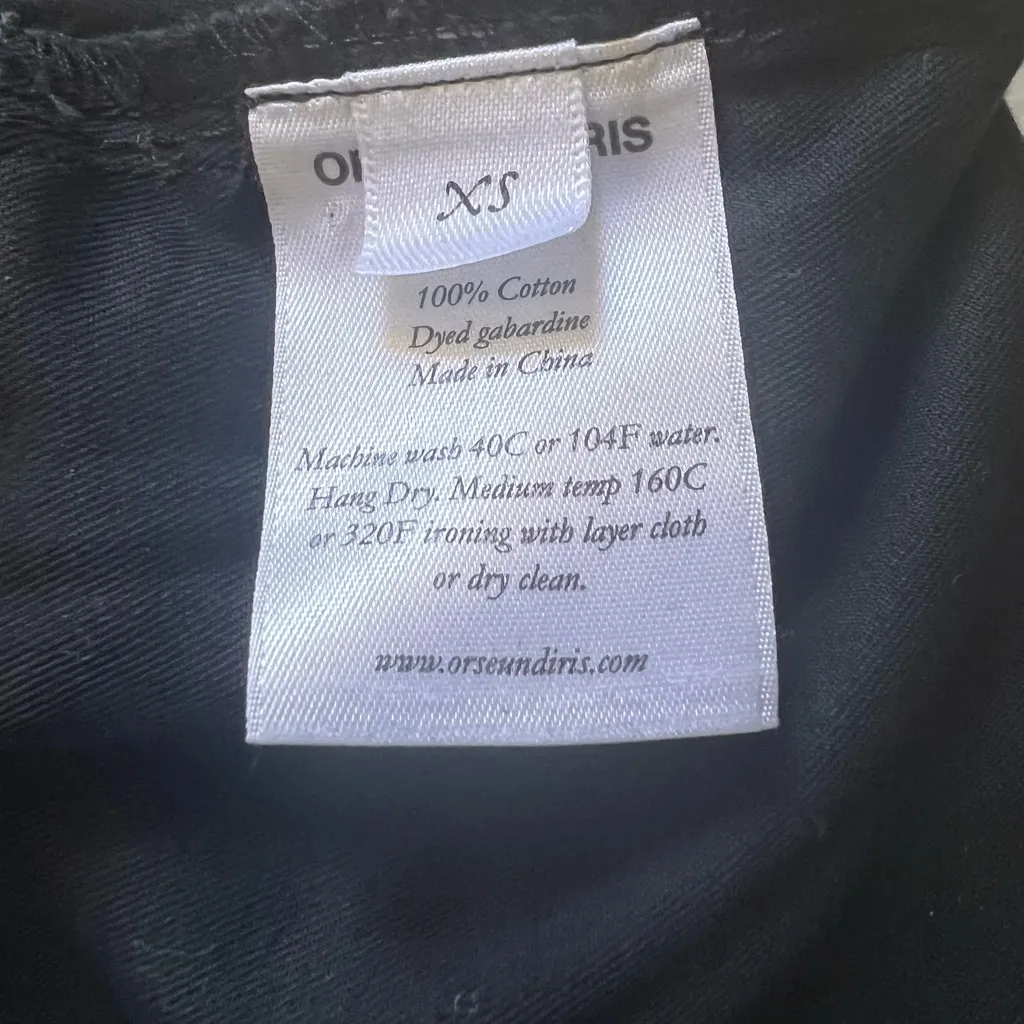 XS
100% Cotton
Dyed gabardine
Made in China
Machine wash 40C or 104F water.
Hang Dry. Medium temp 160C
or 320F ironing with layer cloth
or dry clean.
www.orseundiris.com